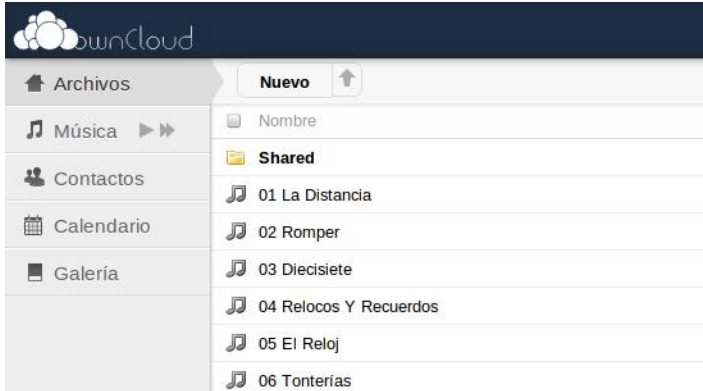 ownCloud
Archivos
Música
Contactos
Calendario
Galería
Nuevo
Nombre
Shared
01 La Distancia
02 Romper
03 Diecisiete
04 Relocos Y Recuerdos
05 El Reloj
06 Tonterías